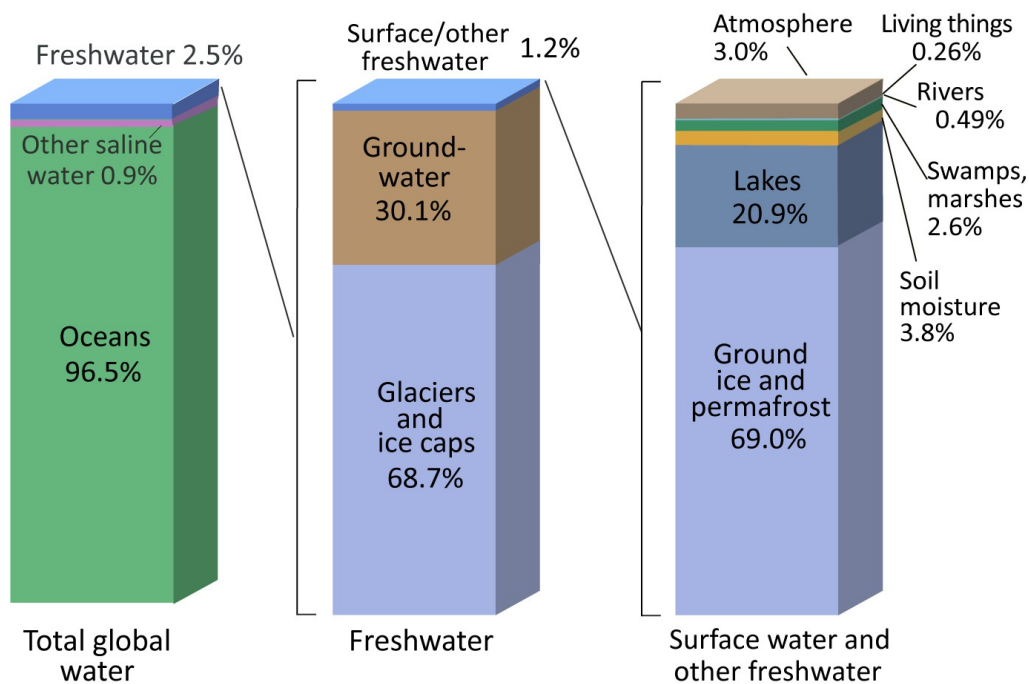 Freshwater 2.5%
Other saline
water 0.9%
Oceans
96.5%
Total global
water
Surface/other
freshwater
1.2%
Ground-
water
30.1%
Glaciers
and
ice caps
68.7%
Freshwater
Atmosphere
3.0%
Living things
0.26%
Rivers
0.49%
Swamps,
marshes
2.6%
Soil
moisture
3.8%
Lakes
20.9%
Ground
ice and
permafrost
69.0%
Surface water and
other freshwater